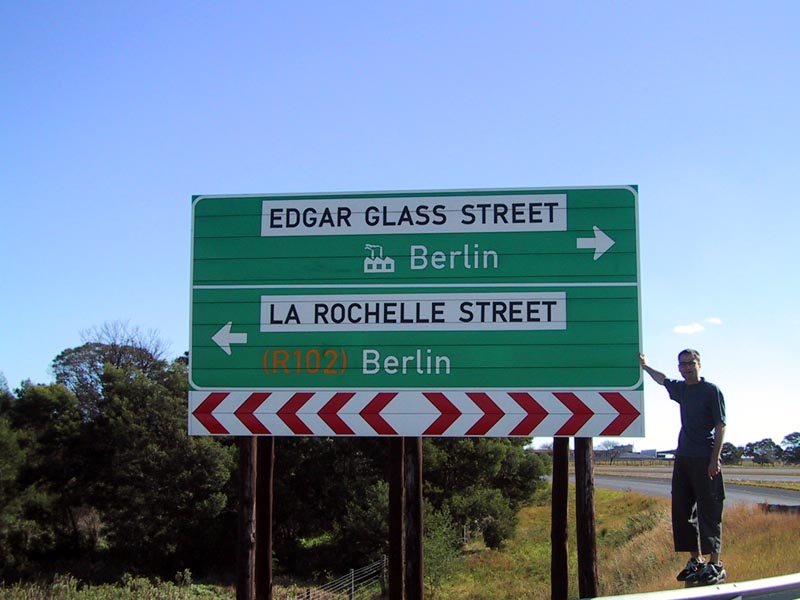 EDGAR GLASS STREET
Berlin
LA ROCHELLE STREET
(R102) Berlin